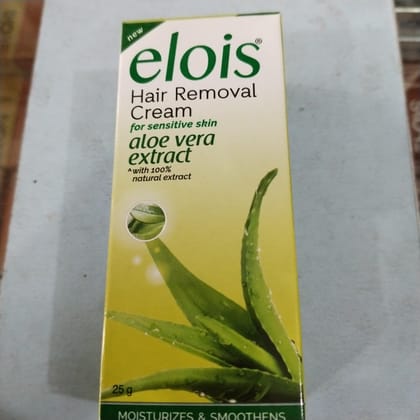 new
elois®
Hair Removal
Cream
for sensitive skin
aloe vera
extract
^with 100%
natural extract
25 g
MOISTURIZES & SMOOTHENS